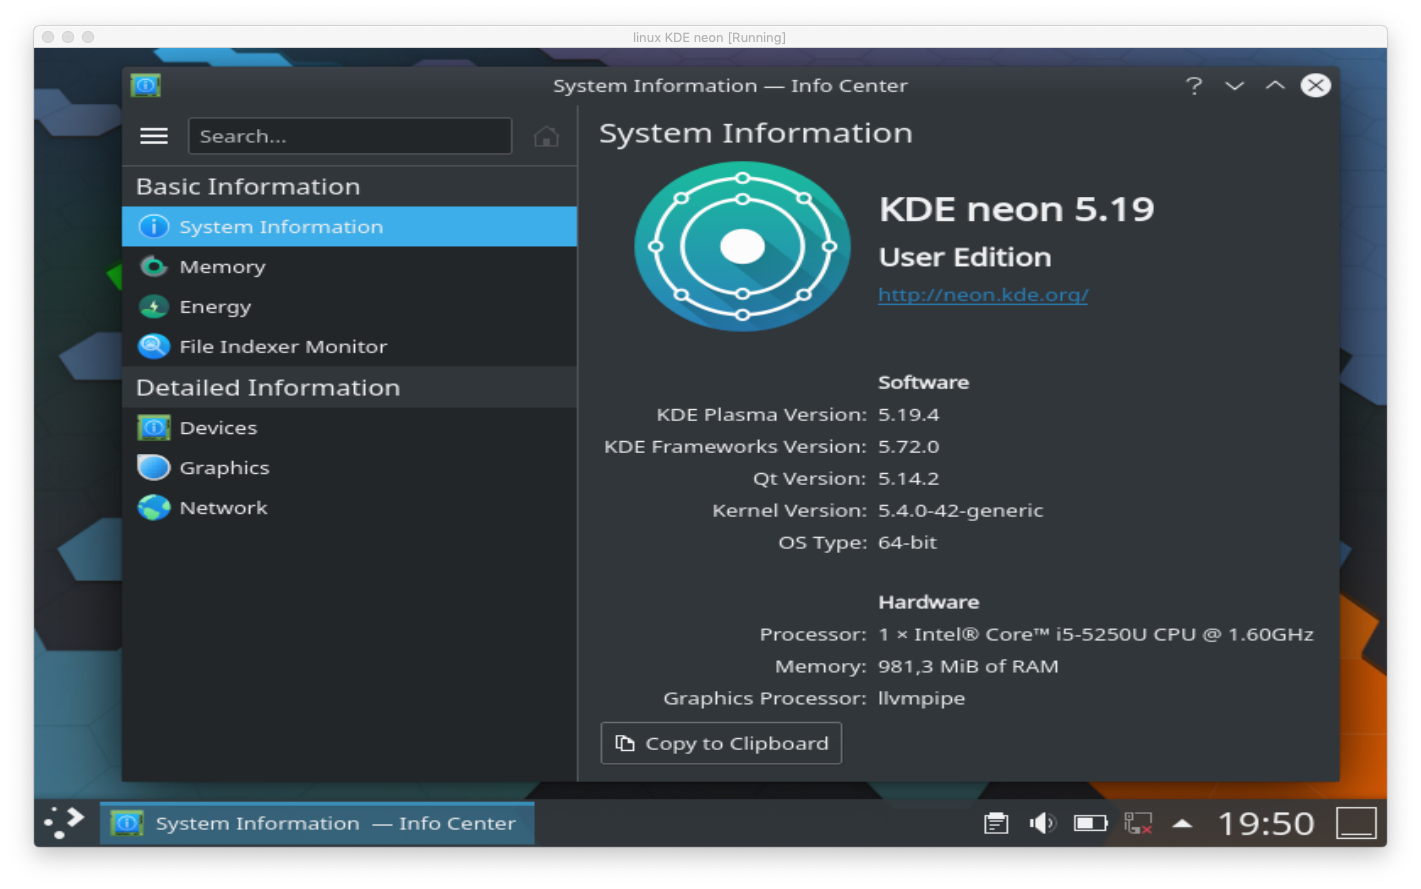 linux KDE neon [Running]
System Information — Info Center
Search...
Basic Information
System Information
Memory
Energy
File Indexer Monitor
Detailed Information
Devices
Graphics
Network
System Information
KDE neon 5.19
User Edition
http://neon.kde.org/
Software
KDE Plasma Version: 5.19.4
KDE Frameworks Version: 5.72.0
Qt Version: 5.14.2
Kernel Version: 5.4.0-42-generic
OS Type: 64-bit
Hardware
Processor: 1 × Intel® Core™ i5-5250U CPU @ 1.60GHz
Memory: 981,3 MiB of RAM
Graphics Processor: llvmpipe
Copy to Clipboard
System Information — Info Center
19:50